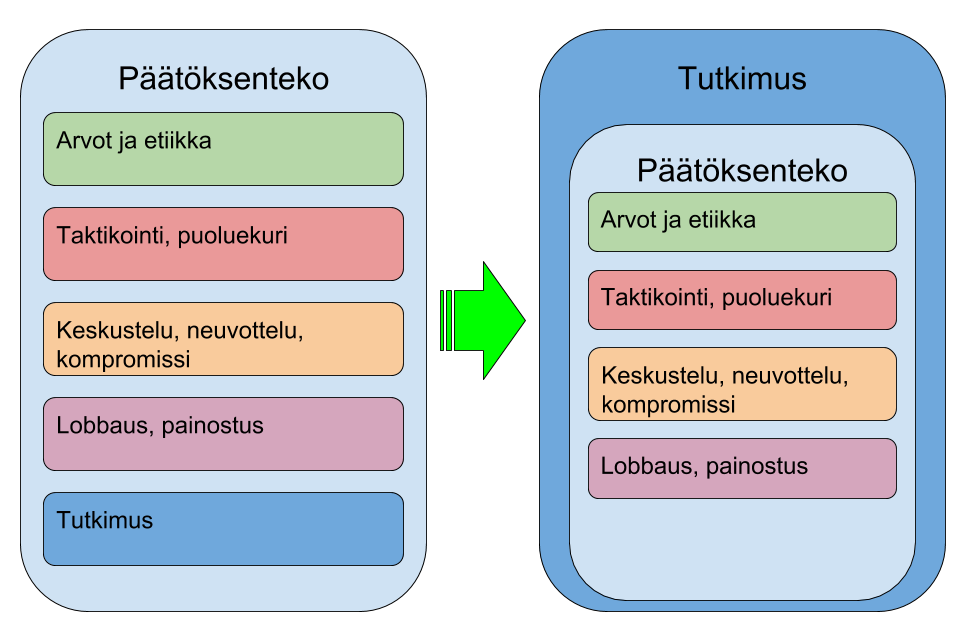 Päätöksenteko
Arvot ja etiikka
Taktikointi, puoluekuri
Keskustelu, neuvottelu,
kompromissi
Lobbaus, painostus
Tutkimus
Tutkimus
Päätöksenteko
Arvot ja etiikka
Taktikointi, puoluekuri
Keskustelu, neuvottelu,
kompromissi
Lobbaus, painostus